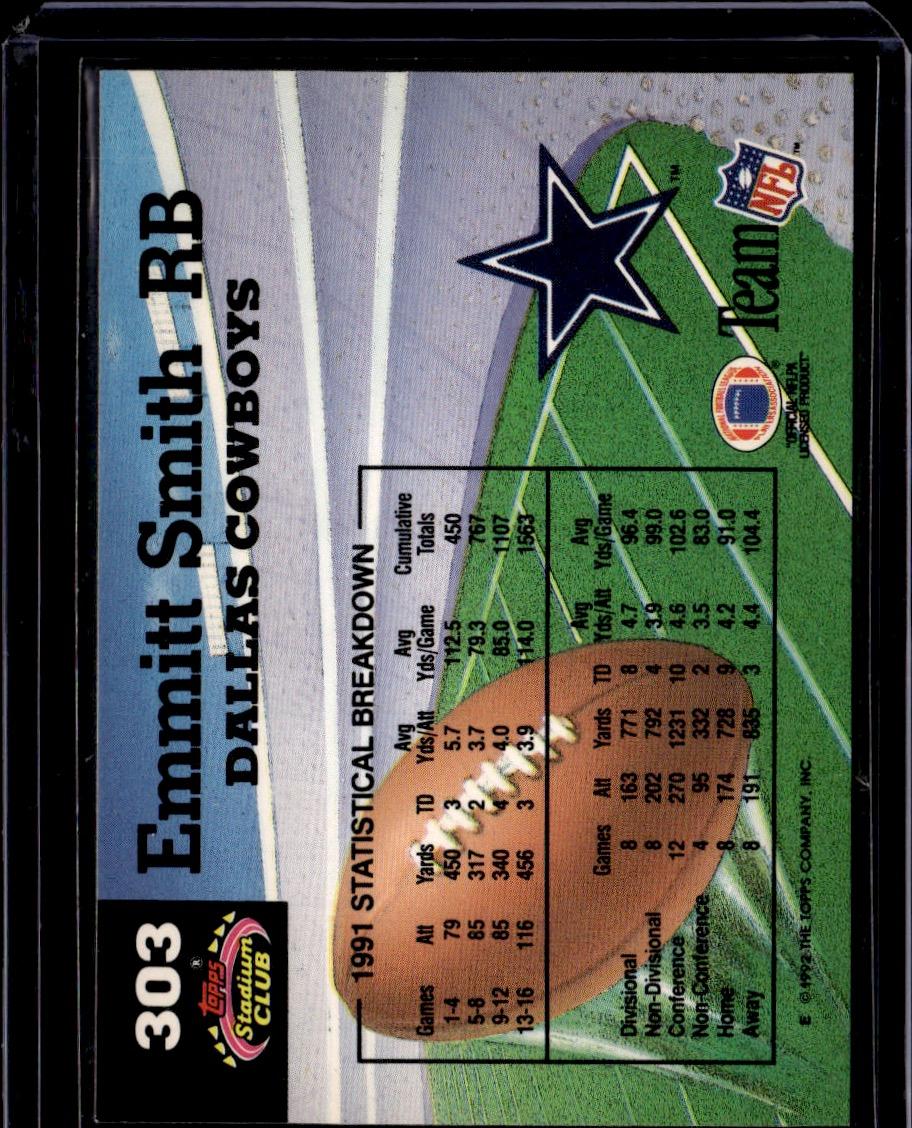 303
TOPPS ®
Stadium
CLUB
Emmitt Smith RB
DALLAS COWBOYS
1991 STATISTICAL BREAKDOWN
Games Att Yards TD Avg Yds/Att Avg Yds/Game Cumulative Totals
1-4 79 450 3 5.7 112.5 450
5-8 85 317 2 3.7 79.3 767
9-12 85 340 4 4.0 85.0 1107
13-16 116 456 3 3.9 114.0 1563
Games Att Yards TD Avg Yds/Att Avg Yds/Game
Divisional 8 163 771 8 4.7 96.4
Non-Divisional 8 202 792 4 3.9 99.0
Conference 12 270 1231 10 4.6 102.6
Non-Conference 4 95 332 2 3.5 83.0
Home 8 174 728 9 4.2 91.0
Away 8 191 835 3 4.4 104.4
TM
Team NFL TM
NATIONAL FOOTBALL LEAGUE
PLAYERS ASSOCIATION
®
"OFFICIAL NFLPA
LICENSED PRODUCT"
E © 1992 THE TOPPS COMPANY, INC.